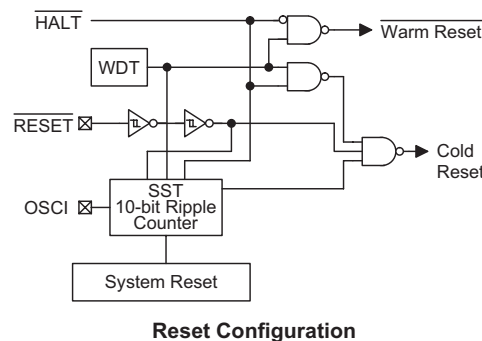 HALT
Warm Reset
WDT
RESET
Cold
Reset
SST
10-bit Ripple
Counter
OSCI
System Reset
Reset Configuration